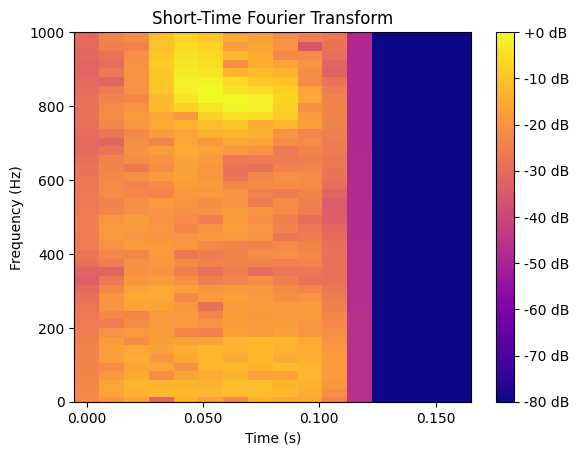 Short-Time Fourier Transform
1000
800
600
400
200
0
Frequency (Hz)
0.000
0.050
0.100
0.150
Time (s)
+0 dB
-10 dB
-20 dB
-30 dB
-40 dB
-50 dB
-60 dB
-70 dB
-80 dB